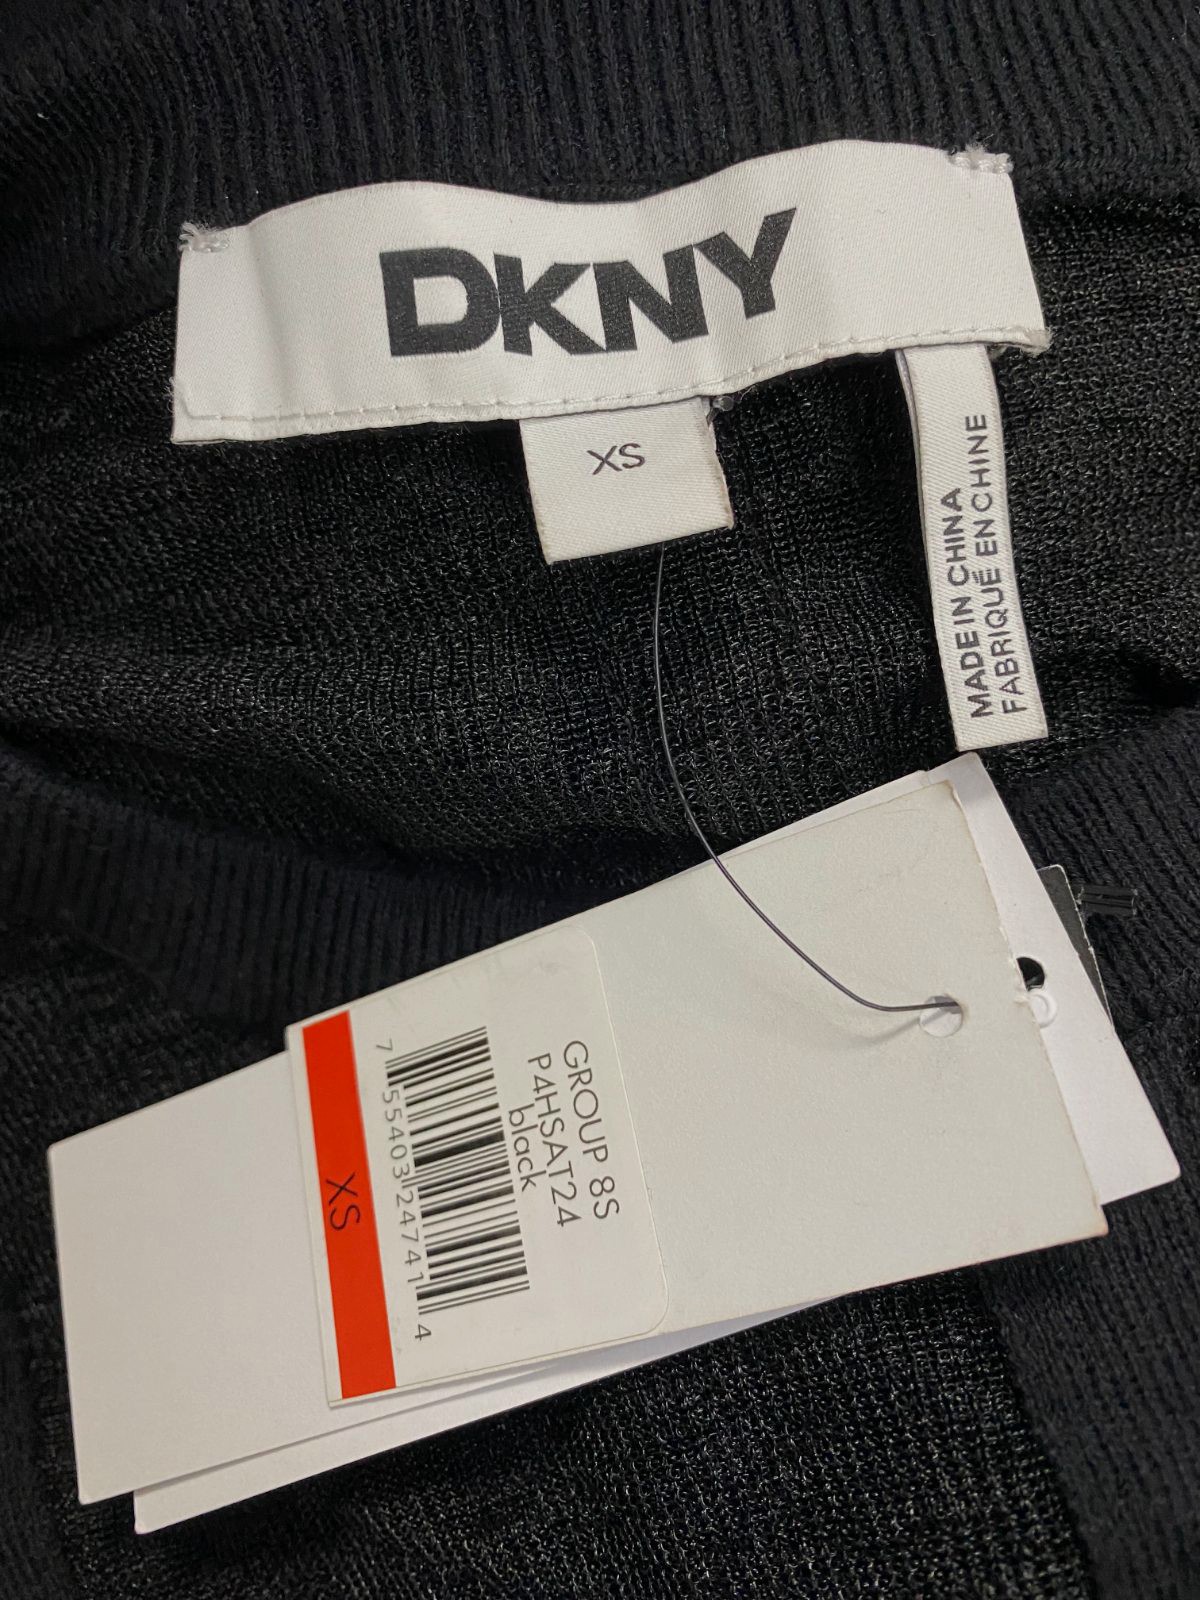 DKNY
XS
MADE IN CHINA
FABRIQUÉ EN CHINE
GROUP 8S
P4HSAT24
black
7 55403 24741 4
XS